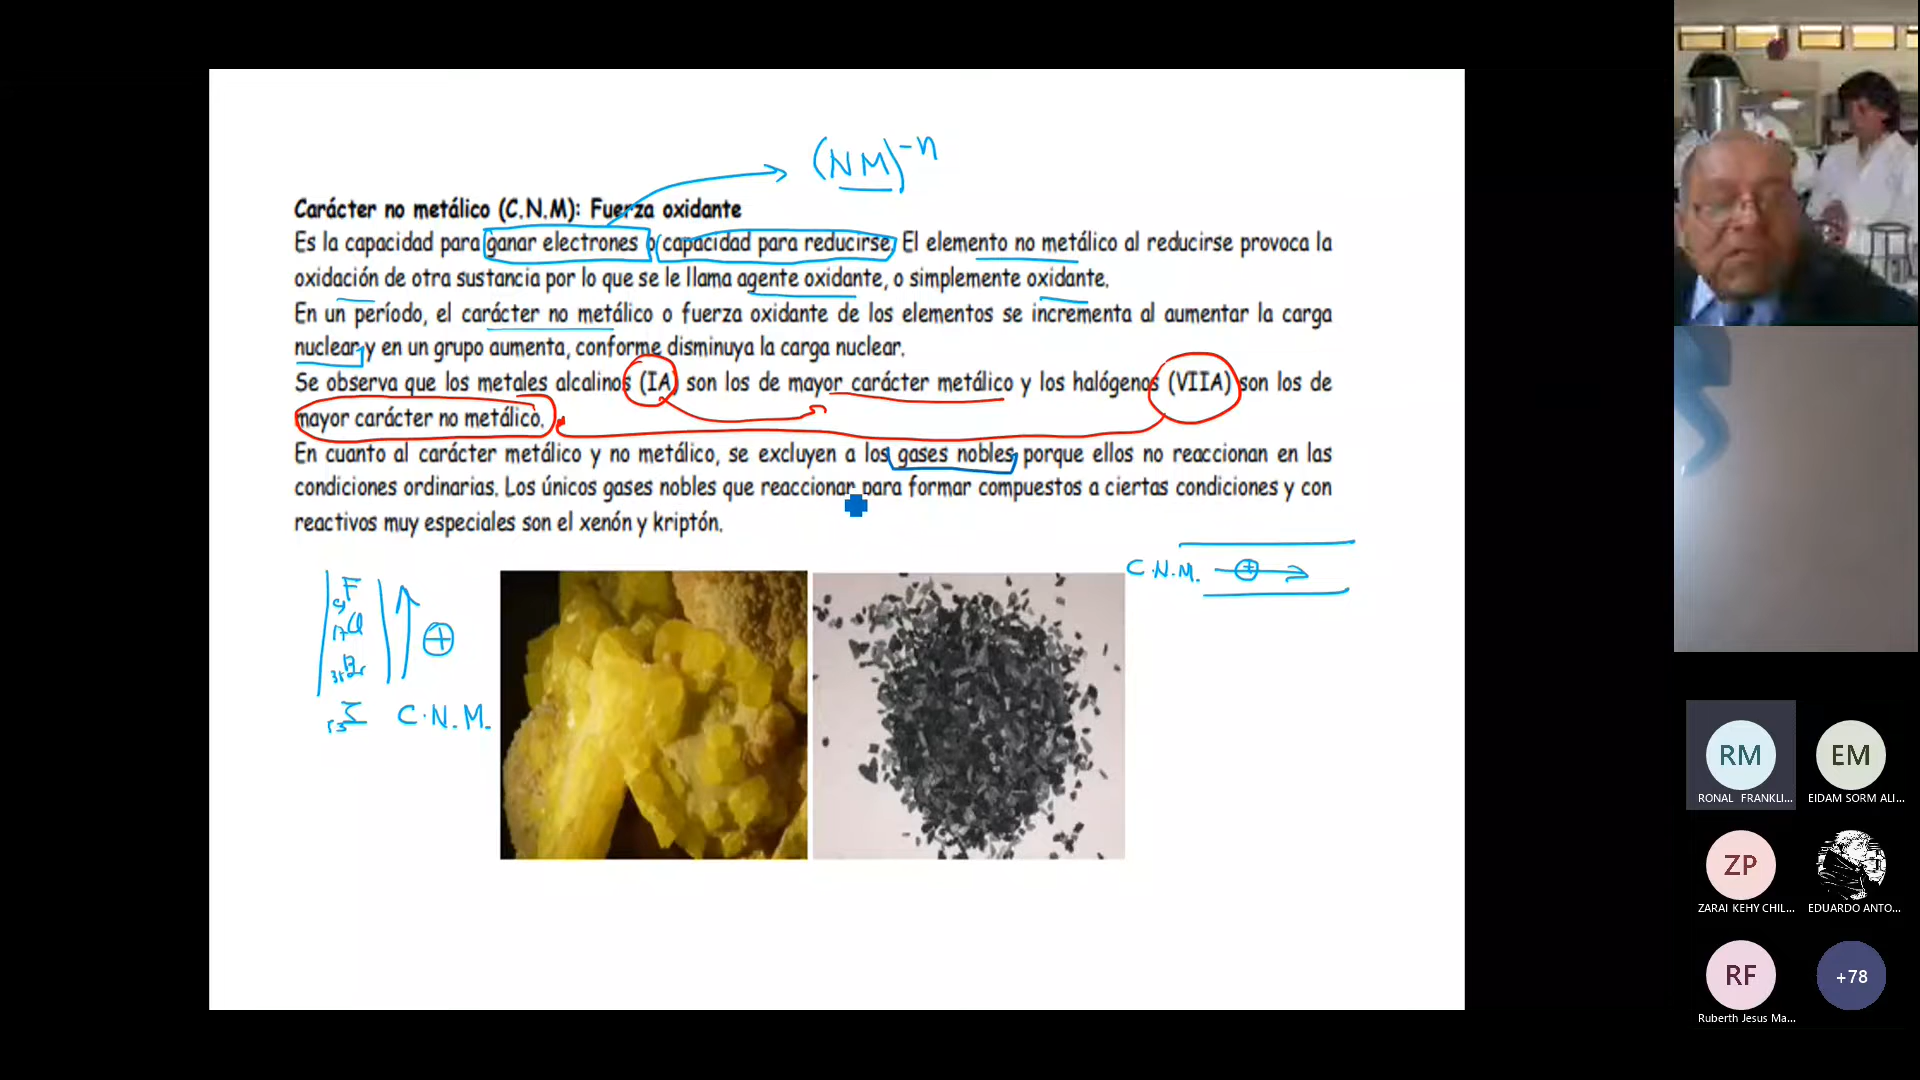 (NM)⁻ⁿ
Carácter no metálico (C.N.M): Fuerza oxidante
Es la capacidad para ganar electrones o capacidad para reducirse. El elemento no metálico al reducirse provoca la
oxidación de otra sustancia por lo que se le llama agente oxidante, o simplemente oxidante.
En un período, el carácter no metálico o fuerza oxidante de los elementos se incrementa al aumentar la carga
nuclear y en un grupo aumenta, conforme disminuya la carga nuclear.
Se observa que los metales alcalinos (IA) son los de mayor carácter metálico y los halógenos (VIIA) son los de
mayor carácter no metálico.
En cuanto al carácter metálico y no metálico, se excluyen a los gases nobles porque ellos no reaccionan en las
condiciones ordinarias. Los únicos gases nobles que reaccionar para formar compuestos a ciertas condiciones y con
reactivos muy especiales son el xenón y kriptón.
C.N.M. +
9F
17Cl
+
35Br
53I C.N.M.
RM
RONAL FRANKLI...
EM
EIDAM SORM ALI...
ZP
ZARAI KEHY CHIL...
EDUARDO ANTO...
RF
Ruberth Jesus Ma...
+78